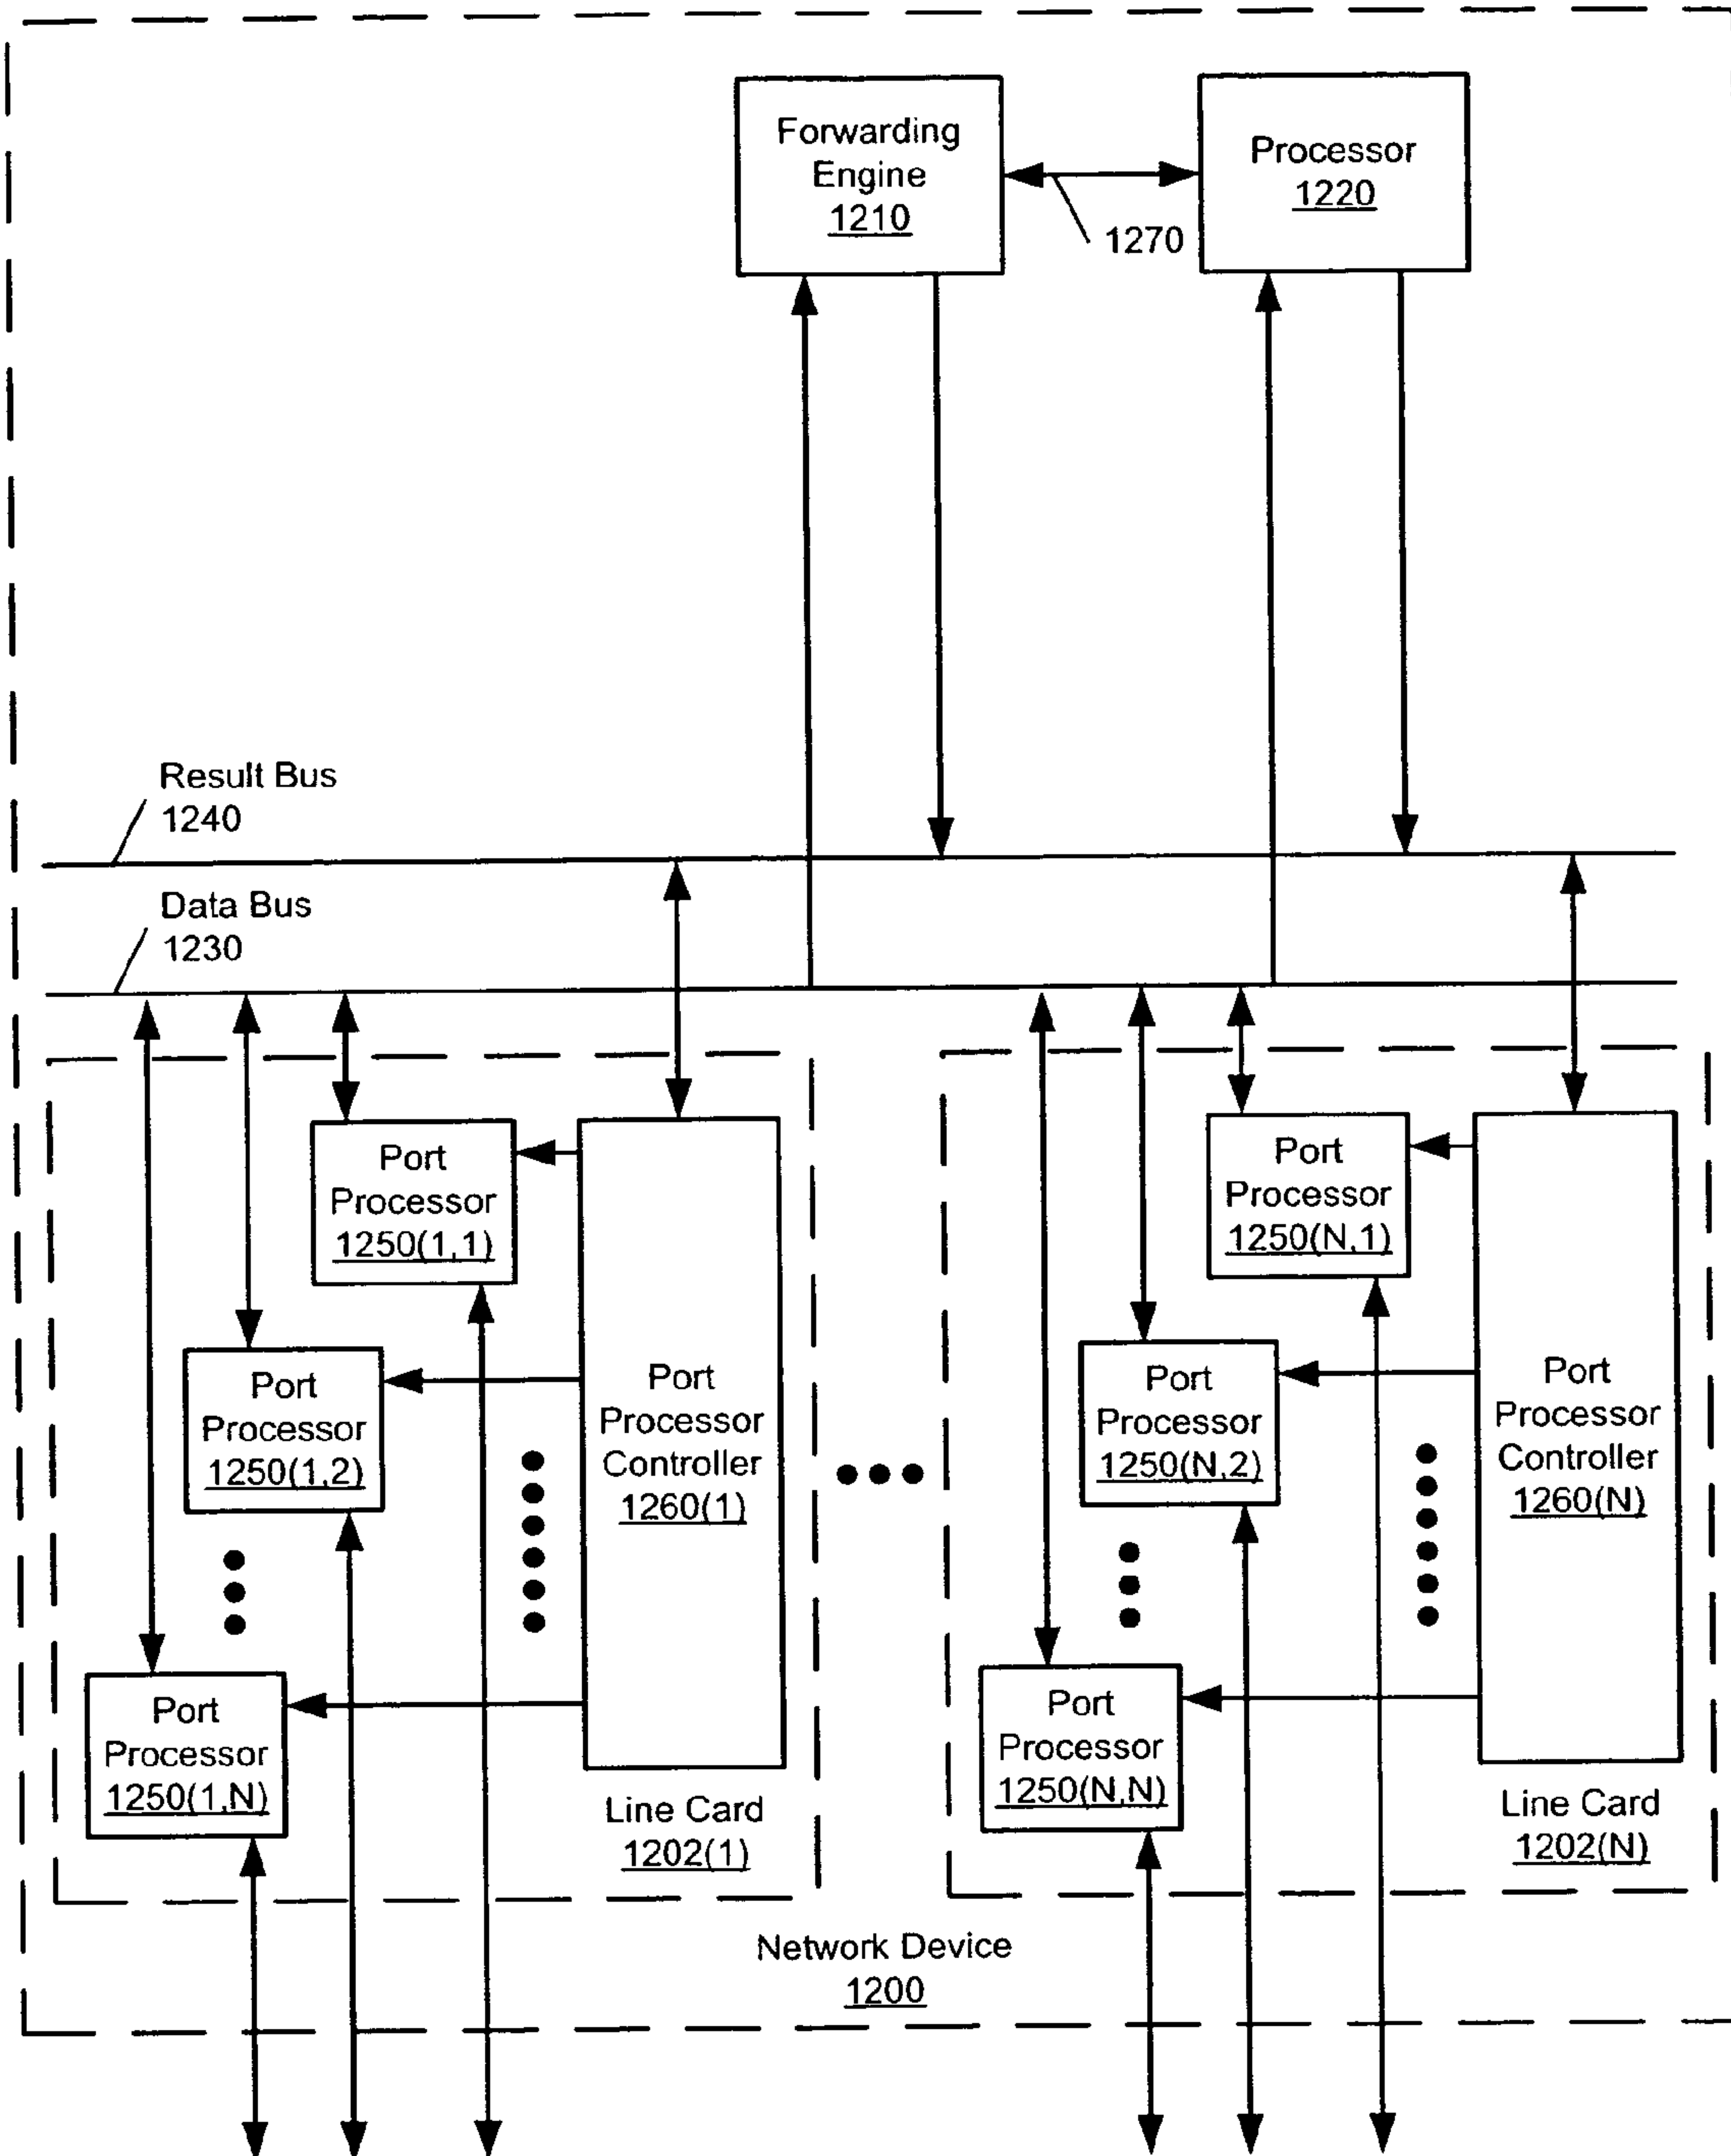 Forwarding
Engine
1210
Processor
1220
1270
Result Bus
1240
Data Bus
1230
Port
Processor
1250(1,1)
Port
Processor
1250(1,2)
Port
Processor
1250(1,N)
Port
Processor
Controller
1260(1)
Line Card
1202(1)
Port
Processor
1250(N,1)
Port
Processor
1250(N,2)
Port
Processor
1250(N,N)
Port
Processor
Controller
1260(N)
Line Card
1202(N)
Network Device
1200